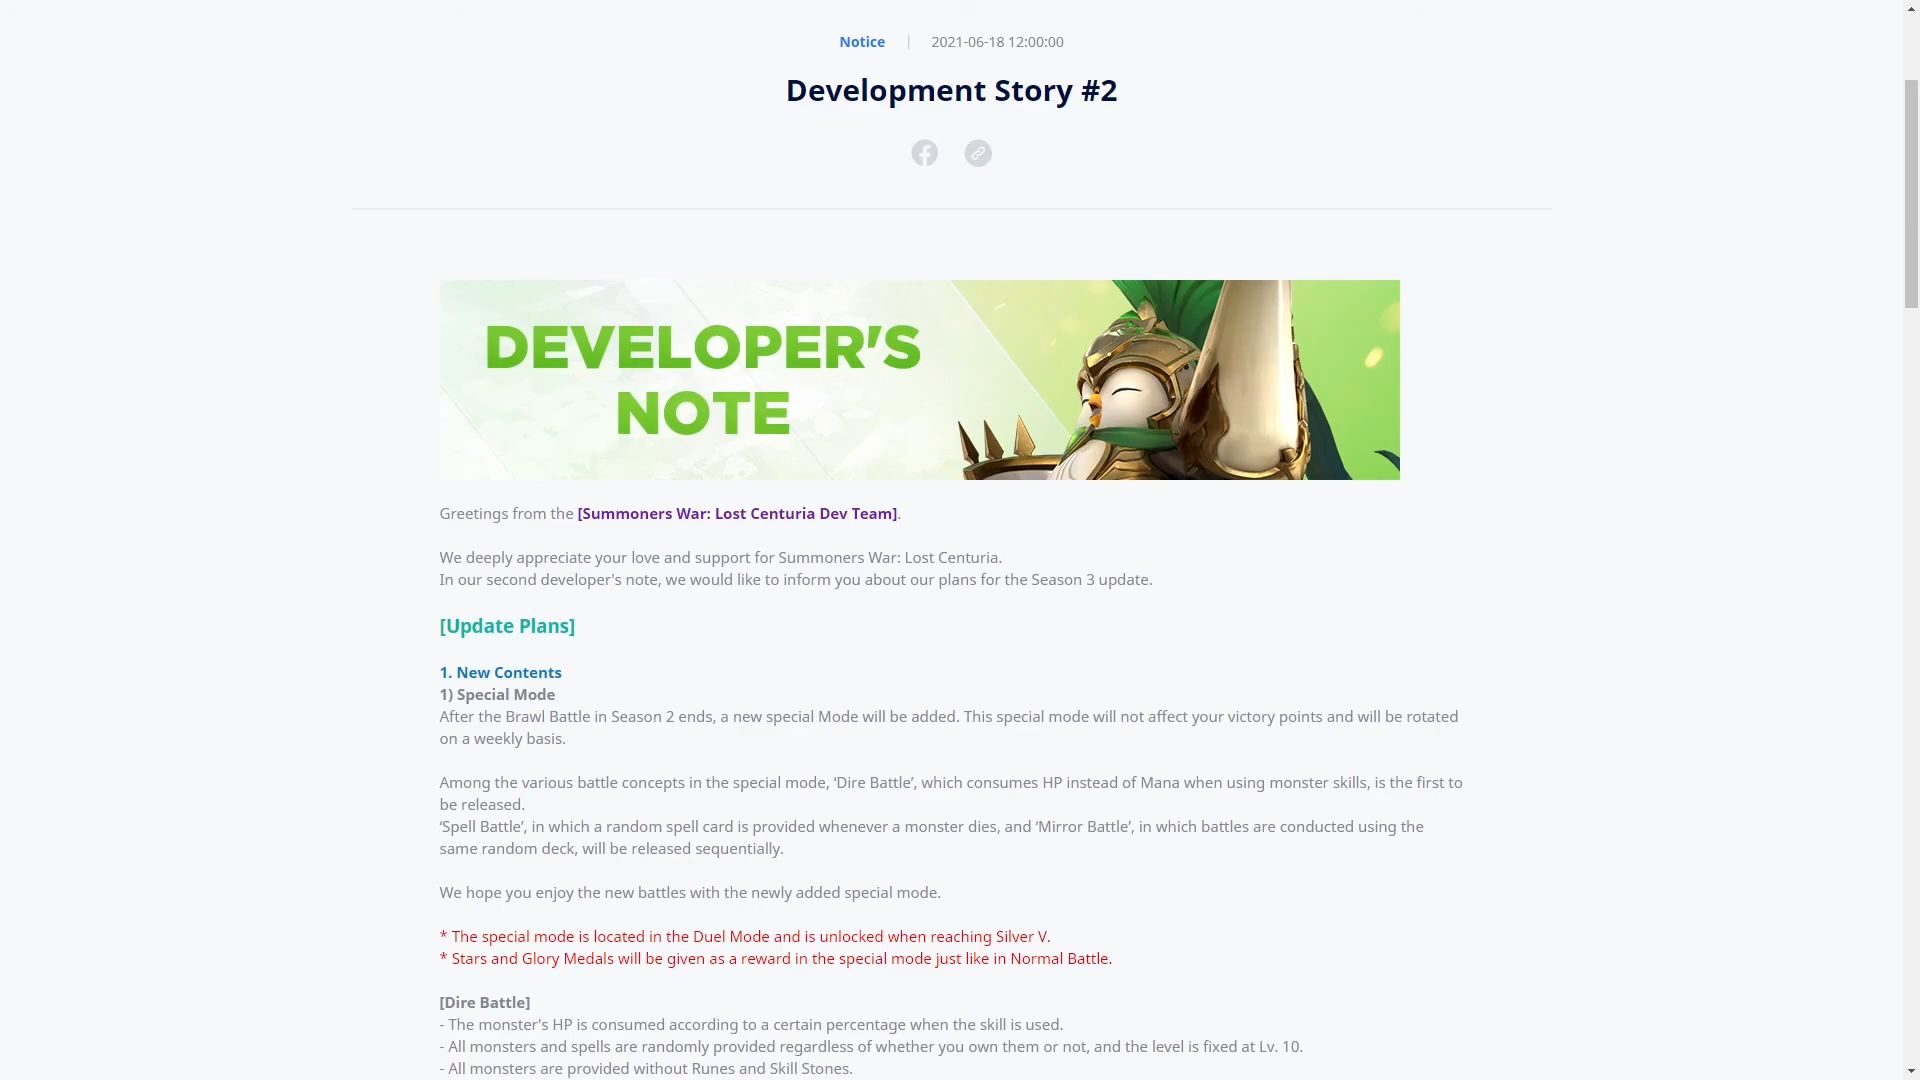 Notice | 2021-06-18 12:00:00
Development Story #2
DEVELOPER'S
NOTE
Greetings from the [Summoners War: Lost Centuria Dev Team].
We deeply appreciate your love and support for Summoners War: Lost Centuria.
In our second developer's note, we would like to inform you about our plans for the Season 3 update.
[Update Plans]
1. New Contents
1) Special Mode
After the Brawl Battle in Season 2 ends, a new special Mode will be added. This special mode will not affect your victory points and will be rotated
on a weekly basis.
Among the various battle concepts in the special mode, ‘Dire Battle’, which consumes HP instead of Mana when using monster skills, is the first to
be released.
‘Spell Battle’, in which a random spell card is provided whenever a monster dies, and ‘Mirror Battle’, in which battles are conducted using the
same random deck, will be released sequentially.
We hope you enjoy the new battles with the newly added special mode.
* The special mode is located in the Duel Mode and is unlocked when reaching Silver V.
* Stars and Glory Medals will be given as a reward in the special mode just like in Normal Battle.
[Dire Battle]
- The monster's HP is consumed according to a certain percentage when the skill is used.
- All monsters and spells are randomly provided regardless of whether you own them or not, and the level is fixed at Lv. 10.
- All monsters are provided without Runes and Skill Stones.